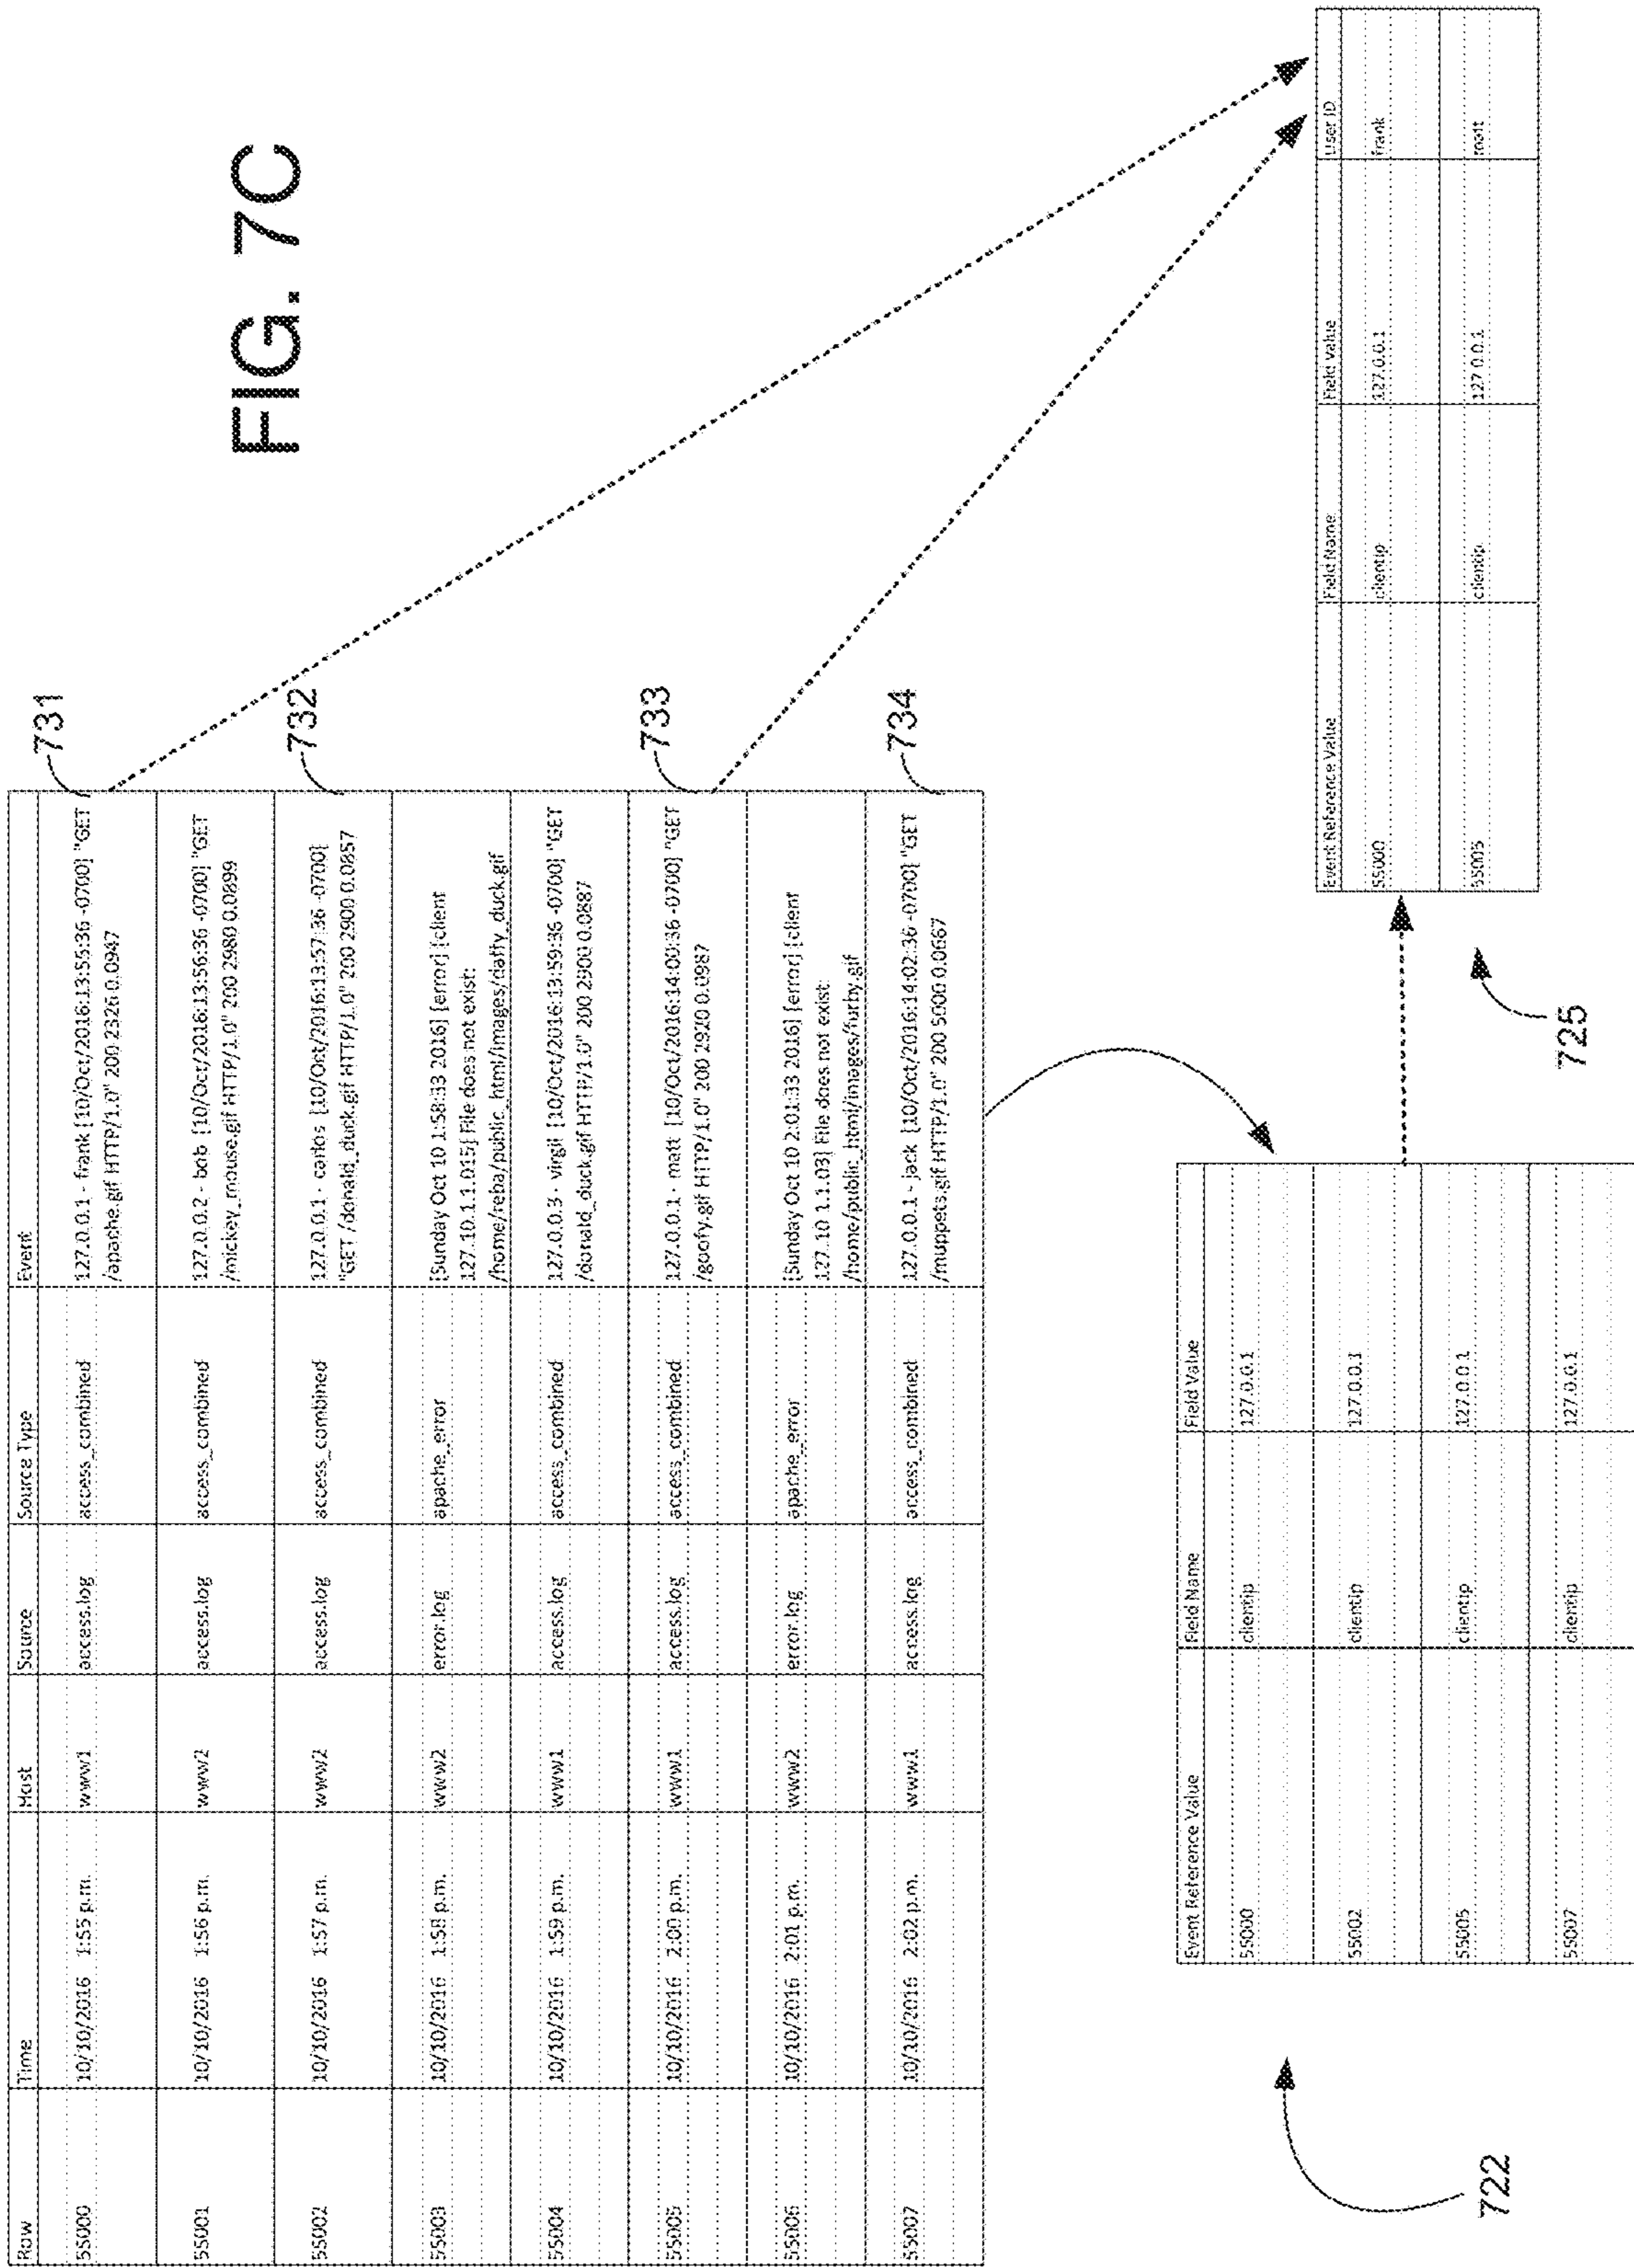 FIG. 7C
Row Time Host Source Source Type Event
55000 10/10/2016 1:55 p.m. www1 access.log access_combined 127.0.0.1 - frank [10/Oct/2016:13:55:36 -0700] "GET
/apache.gif HTTP/1.0" 200 2326 0.0947
731
55001 10/10/2016 1:56 p.m. www2 access.log access_combined 127.0.0.2 - bob [10/Oct/2016:13:56:36 -0700] "GET
/mickey_mouse.gif HTTP/1.0" 200 2980 0.0899
55002 10/10/2016 1:57 p.m. www2 access.log access_combined 127.0.0.1 - carlos [10/Oct/2016:13:57:36 -0700]
"GET /donald_duck.gif HTTP/1.0" 200 2900 0.0857
732
55003 10/10/2016 1:58 p.m. www2 error.log apache_error [Sunday Oct 10 1:58:33 2016] [error] [client
127.10.1.1.015] File does not exist:
/home/reba/public_html/images/daffy_duck.gif
55004 10/10/2016 1:59 p.m. www1 access.log access_combined 127.0.0.3 - virgil [10/Oct/2016:13:59:36 -0700] "GET
/donald_duck.gif HTTP/1.0" 200 2900 0.0887
55005 10/10/2016 2:00 p.m. www1 access.log access_combined 127.0.0.1 - matt [10/Oct/2016:14:00:36 -0700] "GET
/goofy.gif HTTP/1.0" 200 2920 0.0987
733
55006 10/10/2016 2:01 p.m. www2 error.log apache_error [Sunday Oct 10 2:01:33 2016] [error] [client
127.10.1.1.03] File does not exist:
/home/public_html/images/furby.gif
55007 10/10/2016 2:02 p.m. www1 access.log access_combined 127.0.0.1 - jack [10/Oct/2016:14:02:36 -0700] "GET
/muppets.gif HTTP/1.0" 200 5000 0.0667
734
722
Event Reference Value Field Name Field Value
55000 clientip 127.0.0.1
55002 clientip 127.0.0.1
55005 clientip 127.0.0.1
55007 clientip 127.0.0.1
725
Event Reference Value Field Name Field Value User ID
55000 clientip 127.0.0.1 frank
55005 clientip 127.0.0.1 matt